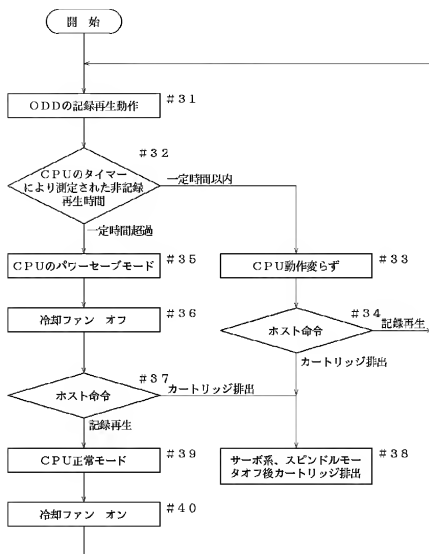 開 始
ODDの記録再生動作
#31
#32
CPUのタイマー
により測定された非記録
再生時間
一定時間以内
一定時間超過
CPUのパワーセーブモード
#35
CPU動作変らず
#33
冷却ファン オフ
#36
ホスト命令
#34
記録再生
カートリッジ排出
ホスト命令
#37
カートリッジ排出
記録再生
CPU正常モード
#39
サーボ系、スピンドルモー
タオフ後カートリッジ排出
#38
冷却ファン オン
#40